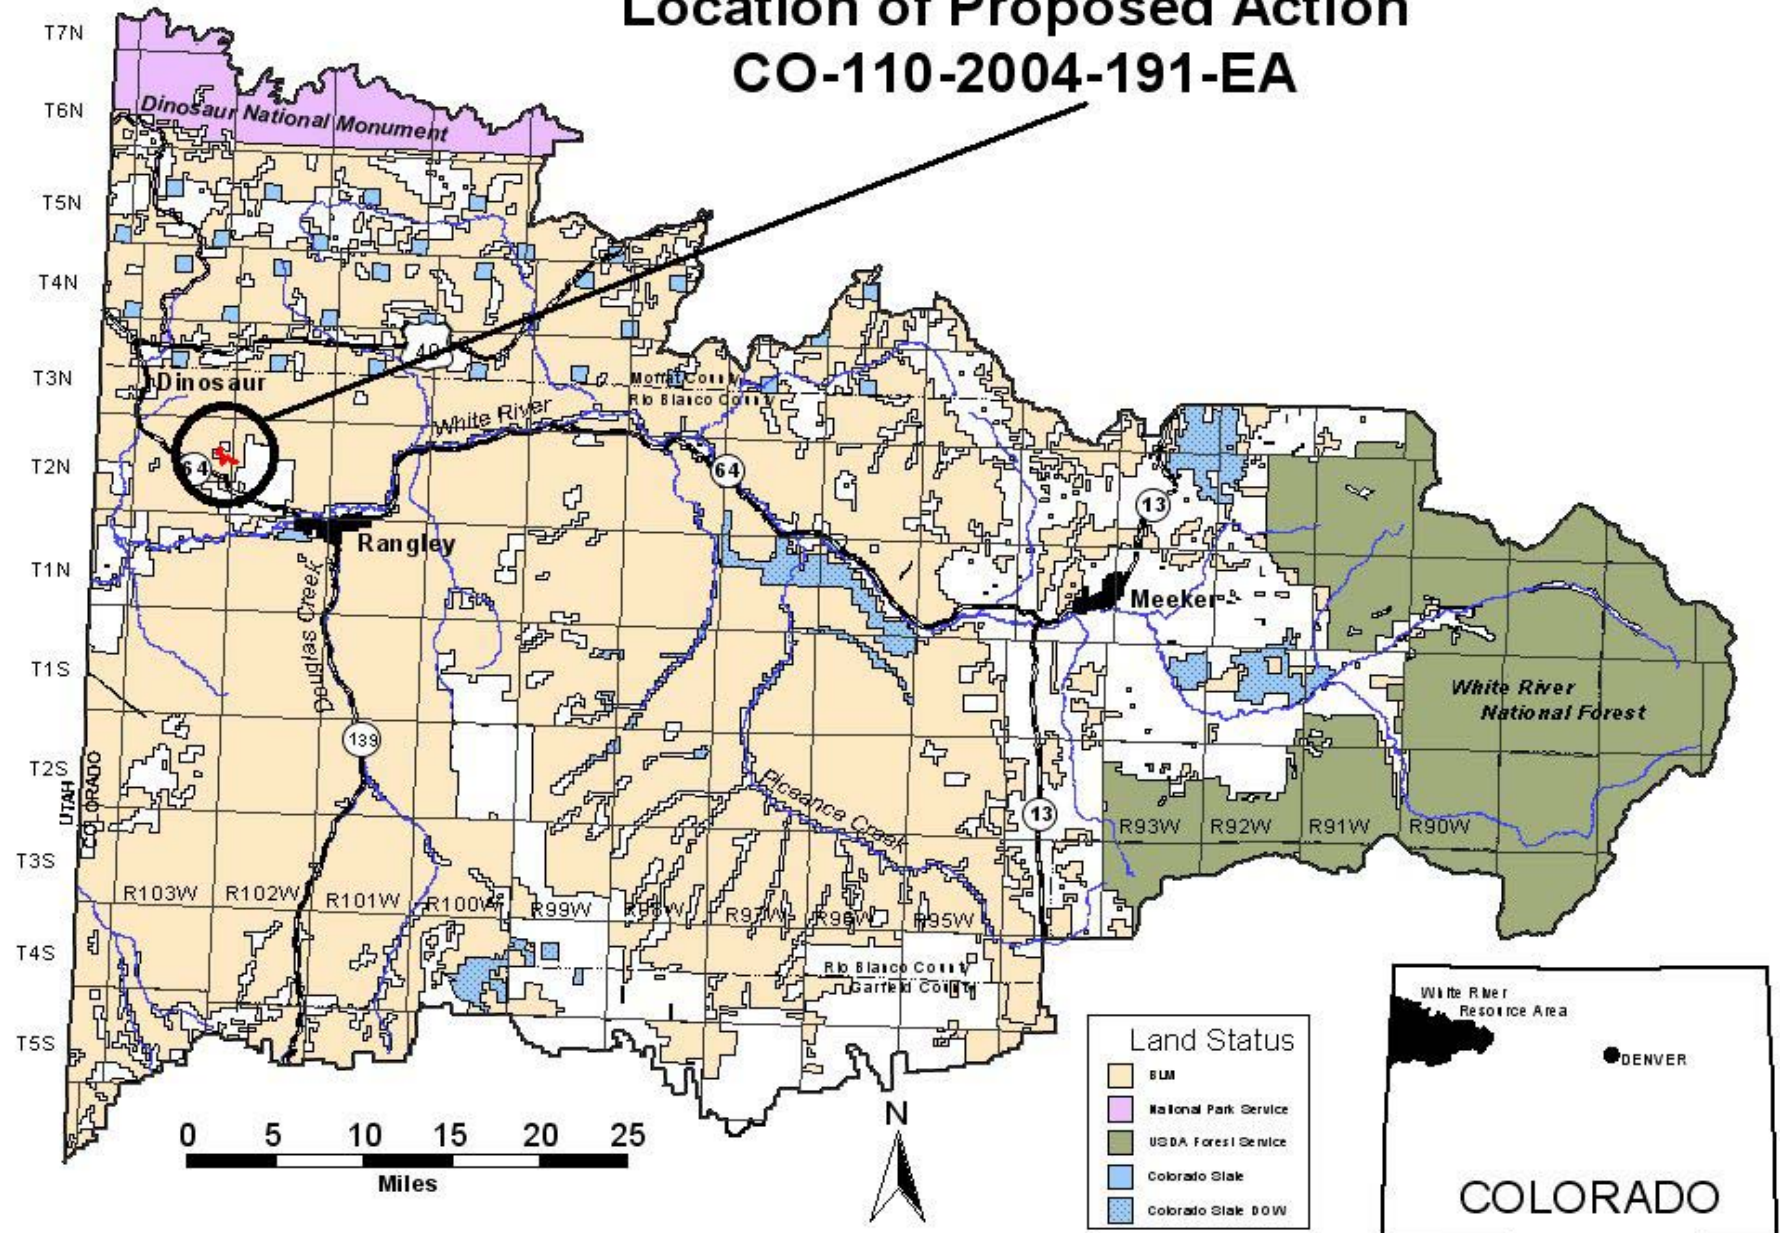 Location of Proposed Action
CO-110-2004-191-EA
T7N
T6N
T5N
T4N
T3N
T2N
T1N
T1S
T2S
T3S
T4S
T5S
Dinosaur National Monument
40
Dinosaur
Moffat County
Rio Blanco County
White River
64
64
13
Rangley
Meeker
Douglas Creek
139
White River
National Forest
UTAH
COLORADO
Piceance Creek
13
R93W R92W R91W R90W
R103W R102W R101W R100W R99W R98W R97W R96W R95W
Rio Blanco County
Garfield County
0 5 10 15 20 25
Miles
N
Land Status
BLM
National Park Service
USDA Forest Service
Colorado State
Colorado State DOW
White River
Resource Area
DENVER
COLORADO